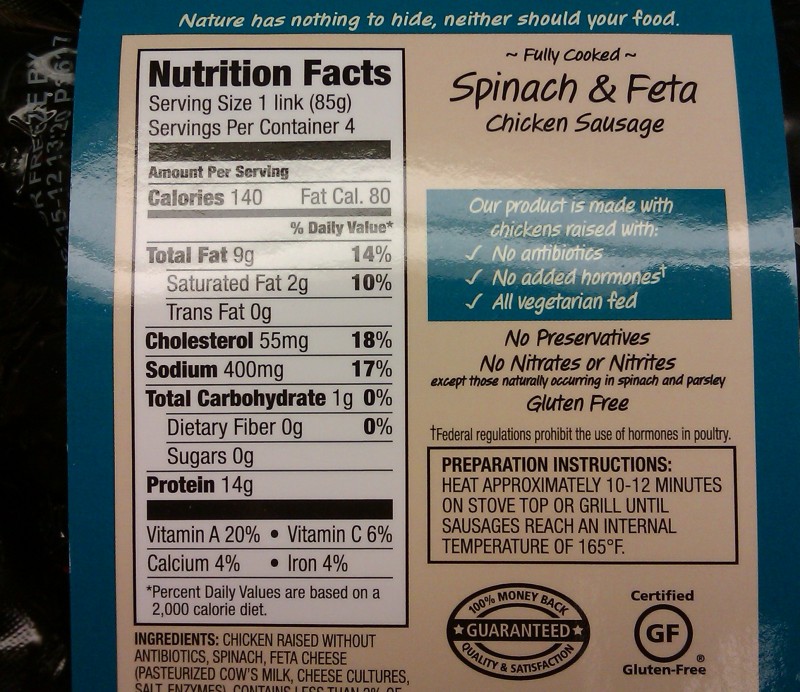 Nature has nothing to hide, neither should your food.
Nutrition Facts
Serving Size 1 link (85g)
Servings Per Container 4
Amount Per Serving
Calories 140 Fat Cal. 80
% Daily Value*
Total Fat 9g 14%
Saturated Fat 2g 10%
Trans Fat 0g
Cholesterol 55mg 18%
Sodium 400mg 17%
Total Carbohydrate 1g 0%
Dietary Fiber 0g 0%
Sugars 0g
Protein 14g
Vitamin A 20% • Vitamin C 6%
Calcium 4% • Iron 4%
*Percent Daily Values are based on a
2,000 calorie diet.
INGREDIENTS: CHICKEN RAISED WITHOUT
ANTIBIOTICS, SPINACH, FETA CHEESE
(PASTEURIZED COW'S MILK, CHEESE CULTURES,
SALT, ENZYMES), CONTAINS LESS THAN 2% OF
~ Fully Cooked ~
Spinach & Feta
Chicken Sausage
Our product is made with
chickens raised with:
✓ No antibiotics
✓ No added hormones†
✓ All vegetarian fed
No Preservatives
No Nitrates or Nitrites
except those naturally occurring in spinach and parsley
Gluten Free
†Federal regulations prohibit the use of hormones in poultry.
PREPARATION INSTRUCTIONS:
HEAT APPROXIMATELY 10-12 MINUTES
ON STOVE TOP OR GRILL UNTIL
SAUSAGES REACH AN INTERNAL
TEMPERATURE OF 165°F.
100% MONEY BACK
★GUARANTEED★
QUALITY & SATISFACTION
Certified
GF
®
Gluten-Free